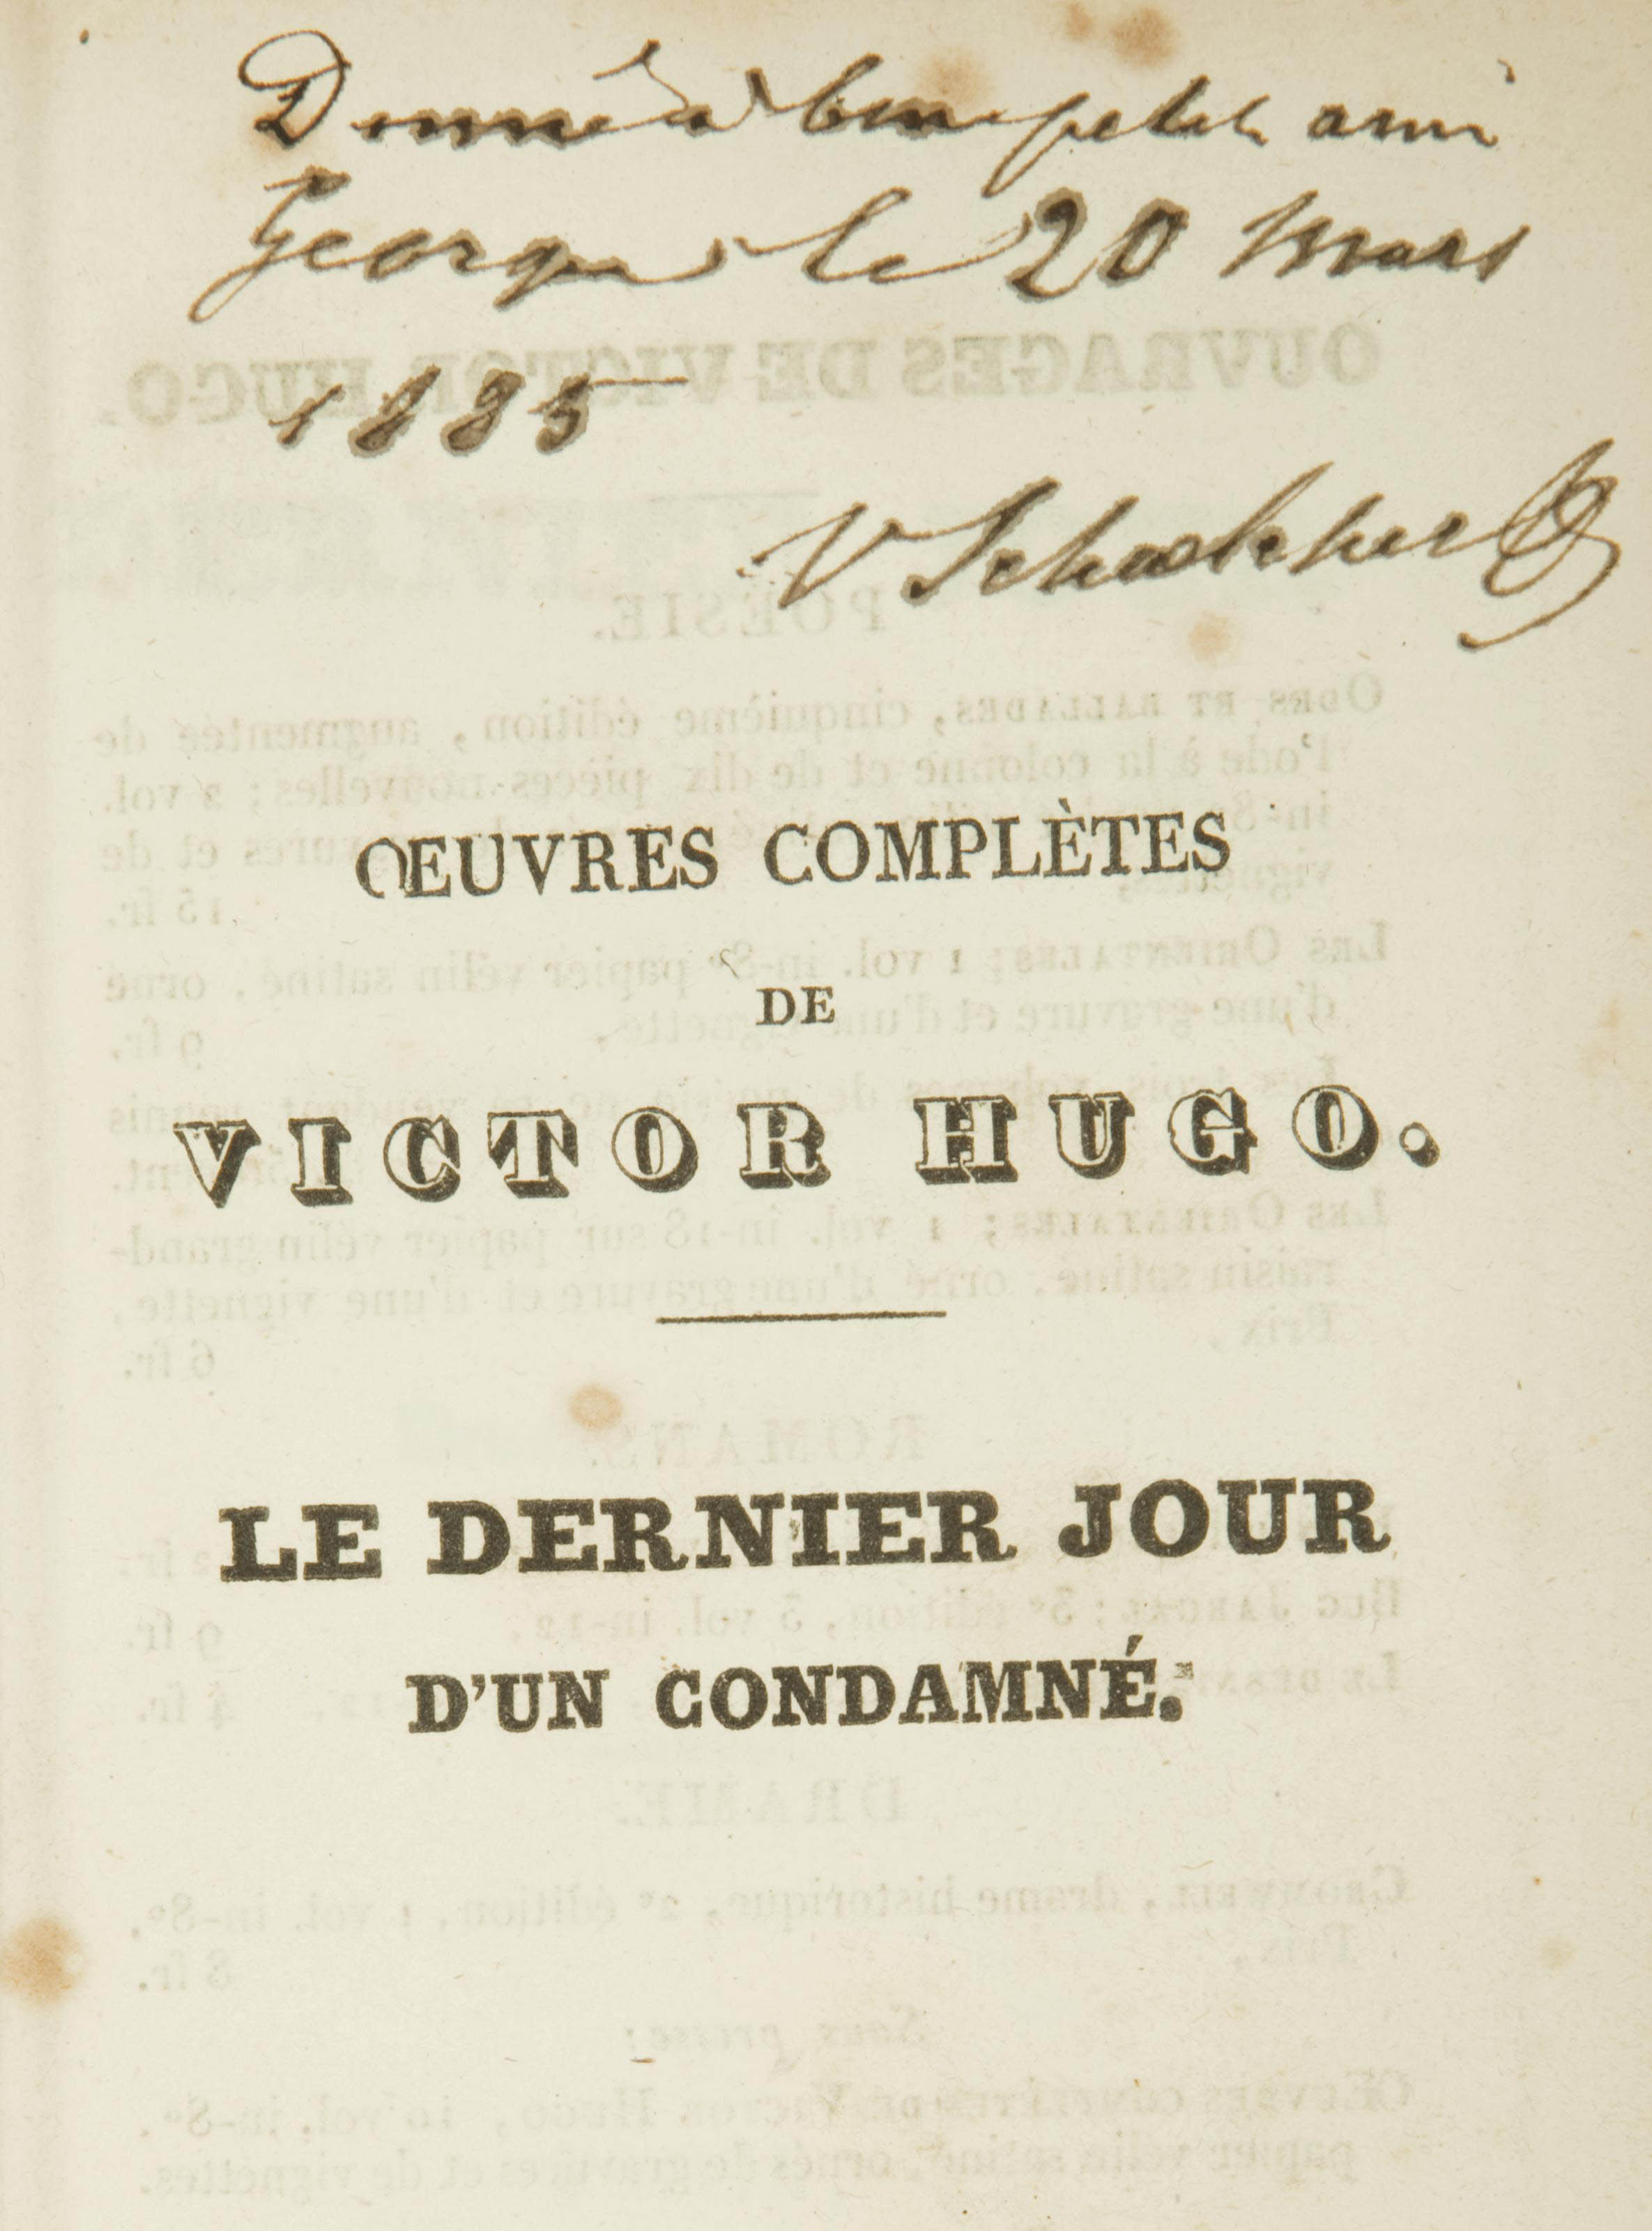 Donné à bon petit ami
George le 20 Mars
1885
V Schoelcher
ŒUVRES COMPLÈTES
DE
VICTOR HUGO.
LE DERNIER JOUR
D'UN CONDAMNÉ.